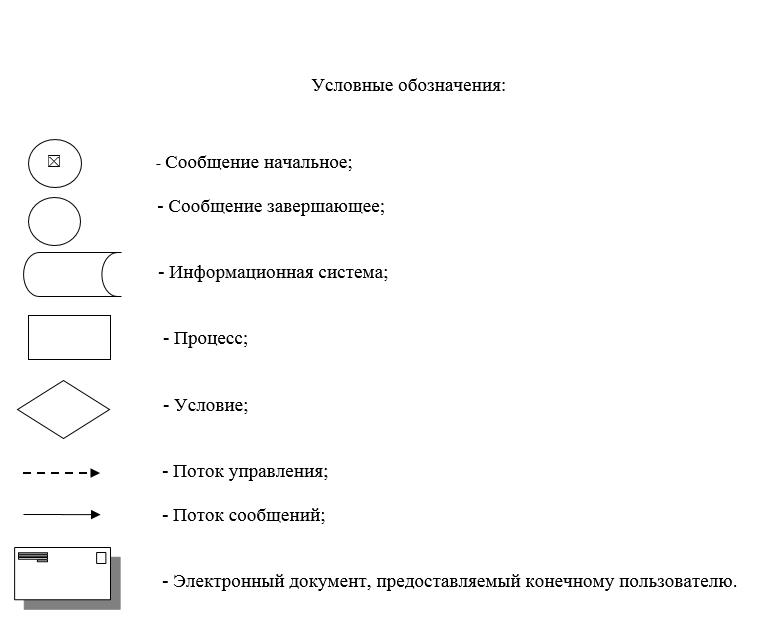 Условные обозначения:
- Сообщение начальное;
- Сообщение завершающее;
- Информационная система;
- Процесс;
- Условие;
- Поток управления;
- Поток сообщений;
- Электронный документ, предоставляемый конечному пользователю.